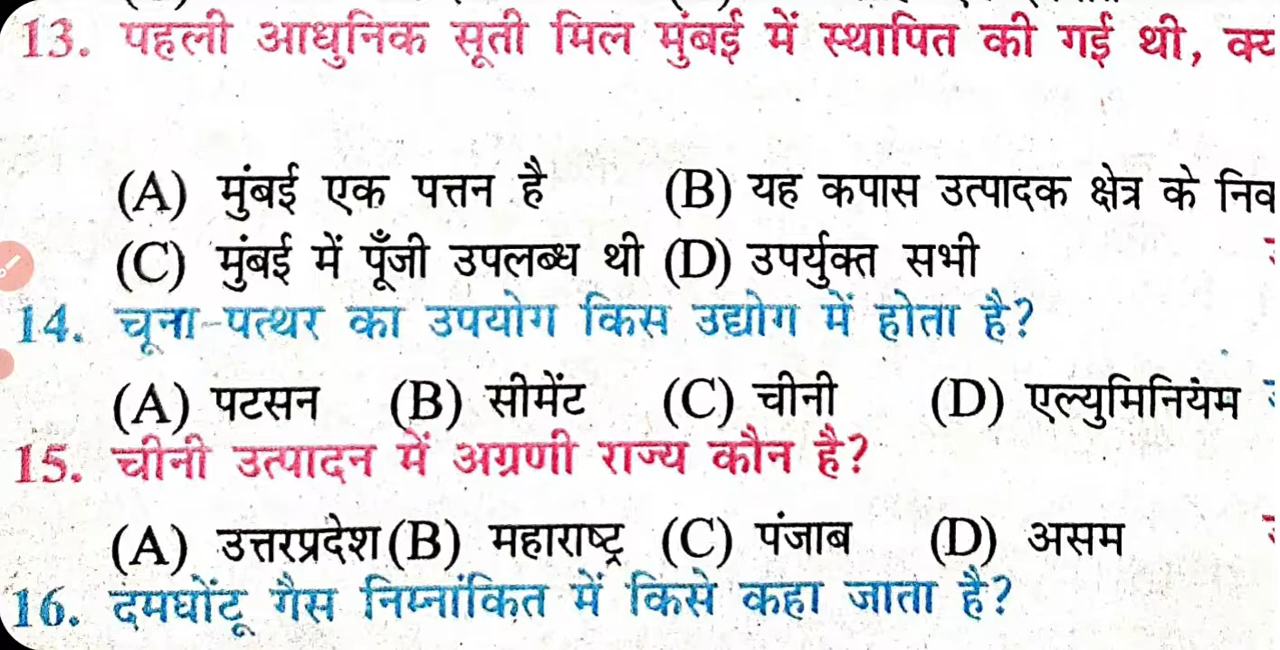 13. पहली आधुनिक सूती मिल मुंबई में स्थापित की गई थी,
(A) मुंबई एक पत्तन है (B) यह कपास उत्पादक क्षेत्र के
(C) मुंबई में पूँजी उपलब्ध थी (D) उपर्युक्त सभी
14. चूना-पत्थर का उपयोग किस उद्योग में होता है?
(A) पटसन (B) सीमेंट (C) चीनी (D) एल्युमिनियंम
15. चीनी उत्पादन में अग्रणी राज्य कौन है?
(A) उत्तरप्रदेश (B) महाराष्ट्र (C) पंजाब (D) असम
16. दमघोंटू गैस निम्नांकित में किसे कहा जाता है?